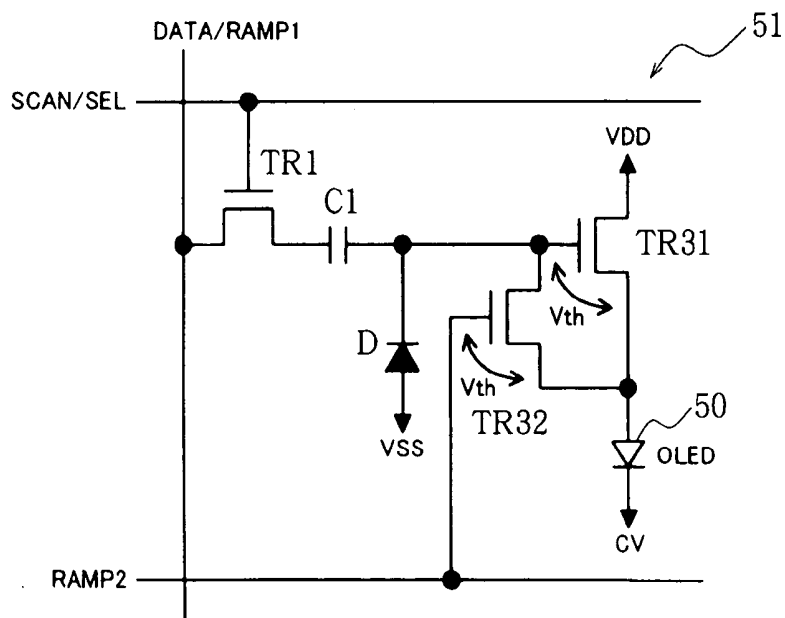 DATA/RAMP1
51
SCAN/SEL
VDD
TR1
C1
TR31
Vth
D
Vth
TR32
50
VSS
OLED
CV
RAMP2